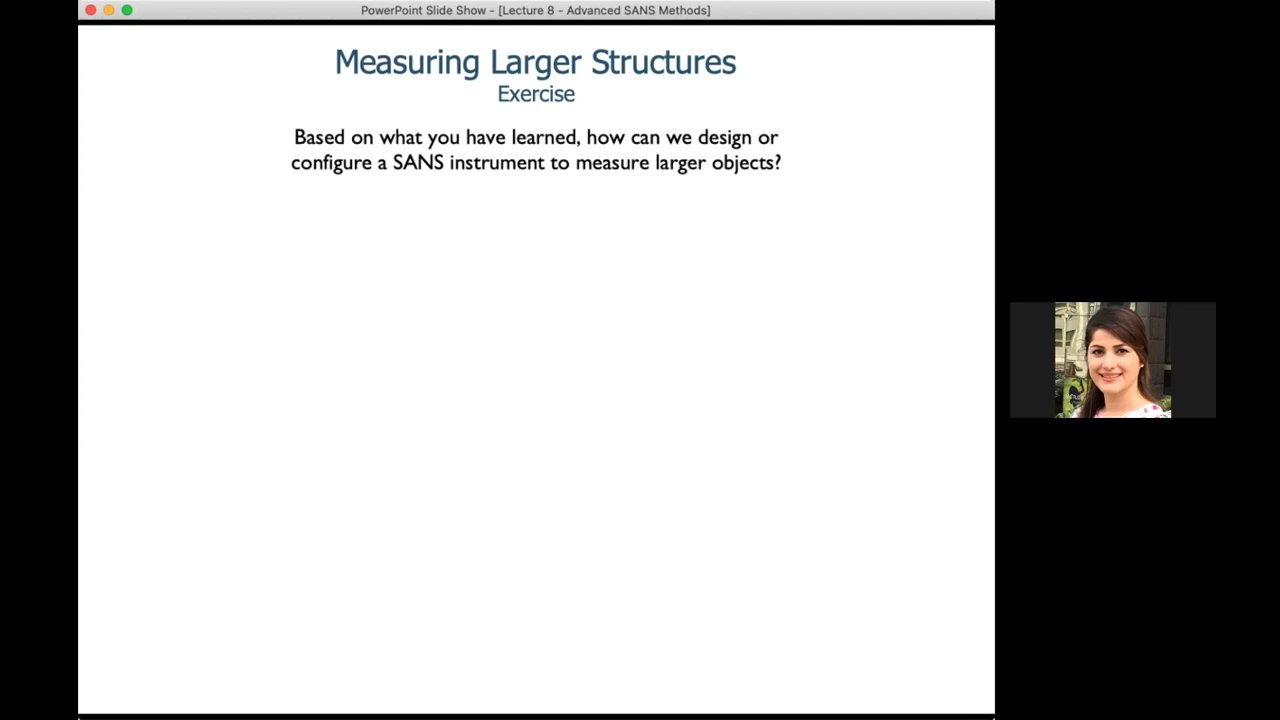 PowerPoint Slide Show - [Lecture 8 - Advanced SANS Methods]
Measuring Larger Structures
Exercise
Based on what you have learned, how can we design or
configure a SANS instrument to measure larger objects?